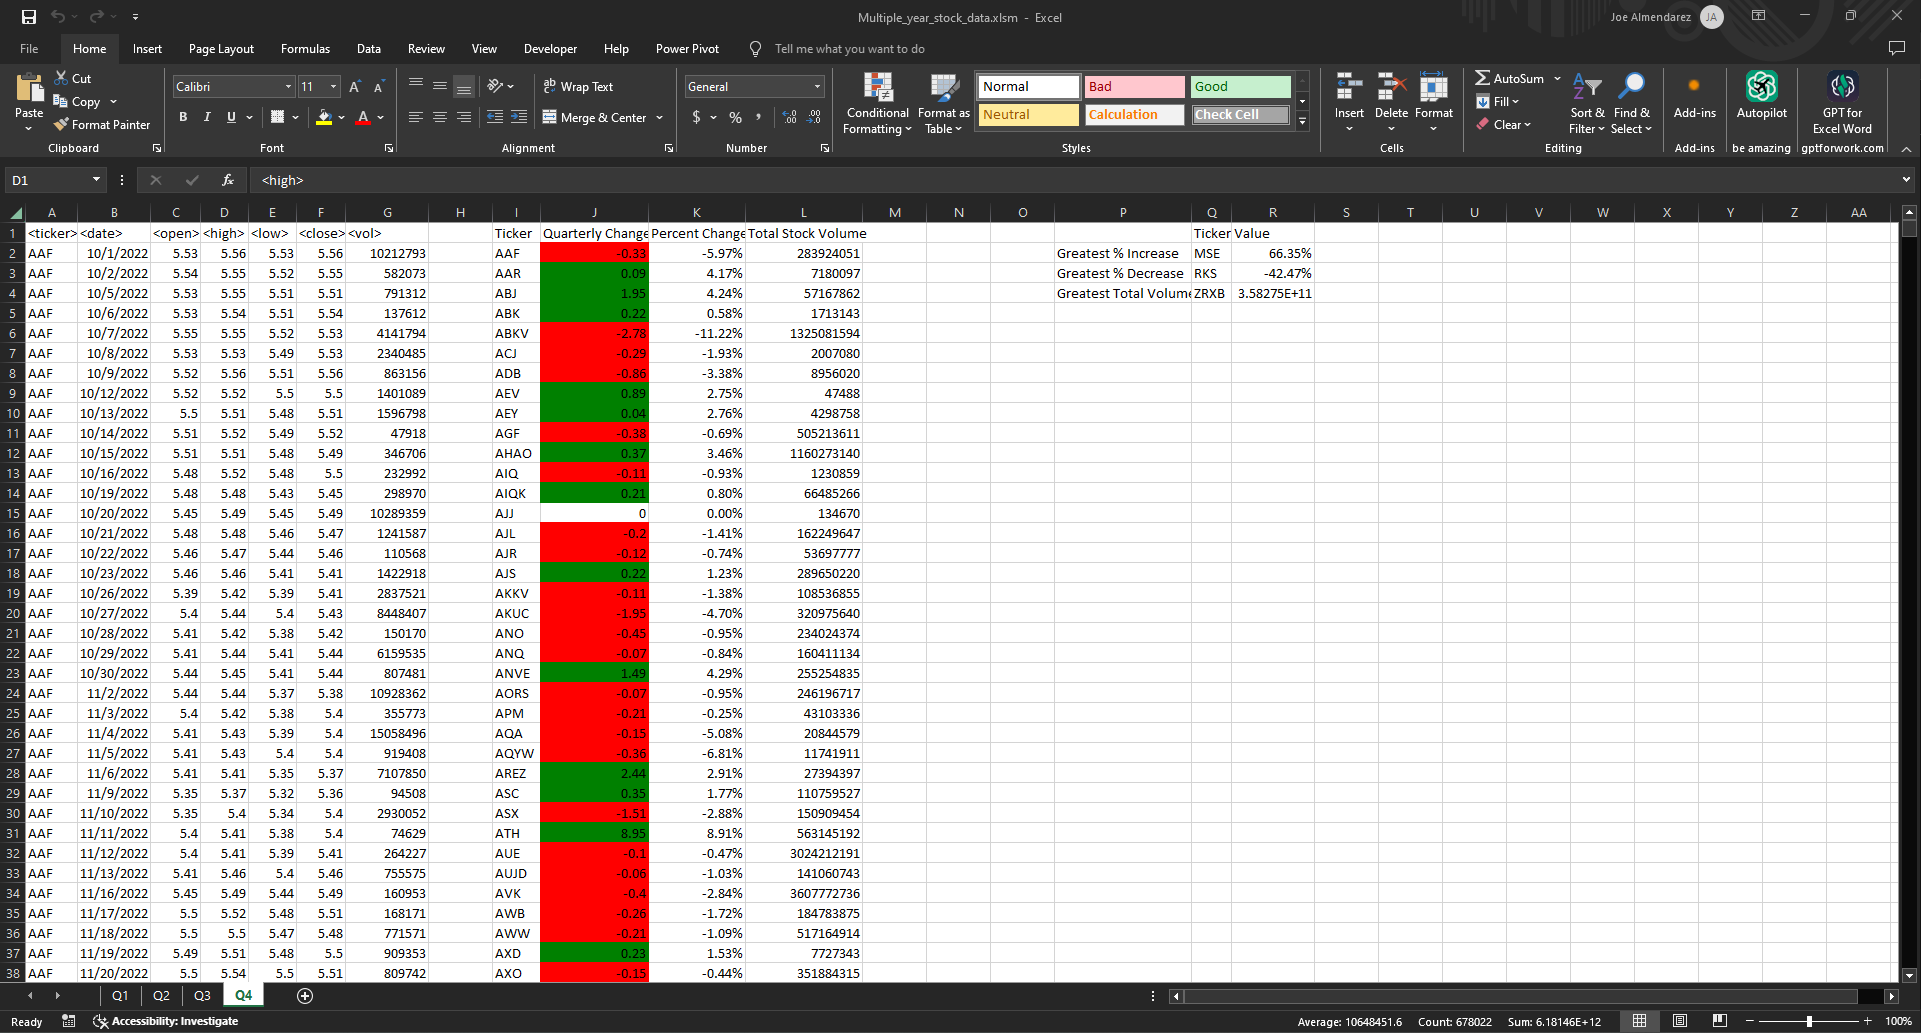 Multiple_year_stock_data.xlsm - Excel
Joe Almendarez JA
File Home Insert Page Layout Formulas Data Review View Developer Help Power Pivot Tell me what you want to do
Paste Cut Copy Format Painter Clipboard
Calibri 11 A A B I U A Font
ab Wrap Text Merge & Center Alignment
General $ % , .00 Number
Conditional Formatting Format as Table Normal Bad Good Neutral Calculation Check Cell Styles
Insert Delete Format Cells
AutoSum Fill Clear Sort & Filter Find & Select Editing
Add-ins Add-ins
Autopilot be amazing
GPT for Excel Word gptforwork.com
D1 fx <high>
A B C D E F G H I J K L M N O P Q R S T U V W X Y Z AA
1 <ticker> <date> <open> <high> <low> <close> <vol> Ticker Quarterly Change Percent Change Total Stock Volume Ticker Value
2 AAF 10/1/2022 5.53 5.56 5.53 5.56 10212793 AAF -0.33 -5.97% 283924051 Greatest % Increase MSE 66.35%
3 AAF 10/2/2022 5.54 5.55 5.52 5.55 582073 AAR 0.09 4.17% 7180097 Greatest % Decrease RKS -42.47%
4 AAF 10/5/2022 5.53 5.55 5.51 5.51 791312 ABJ 1.95 4.24% 57167862 Greatest Total Volume ZRXB 3.58275E+11
5 AAF 10/6/2022 5.53 5.54 5.51 5.54 137612 ABK 0.22 0.58% 1713143
6 AAF 10/7/2022 5.55 5.55 5.52 5.53 4141794 ABKV -2.78 -11.22% 1325081594
7 AAF 10/8/2022 5.53 5.53 5.49 5.53 2340485 ACJ -0.29 -1.93% 2007080
8 AAF 10/9/2022 5.52 5.56 5.51 5.56 863156 ADB -0.86 -3.38% 8956020
9 AAF 10/12/2022 5.52 5.52 5.5 5.5 1401089 AEV 0.89 2.75% 47488
10 AAF 10/13/2022 5.5 5.51 5.48 5.51 1596798 AEY 0.04 2.76% 4298758
11 AAF 10/14/2022 5.51 5.52 5.49 5.52 47918 AGF -0.38 -0.69% 505213611
12 AAF 10/15/2022 5.51 5.51 5.48 5.49 346706 AHAO 0.37 3.46% 1160273140
13 AAF 10/16/2022 5.48 5.52 5.48 5.5 232992 AIQ -0.11 -0.93% 1230859
14 AAF 10/19/2022 5.48 5.48 5.43 5.45 298970 AIQK 0.21 0.80% 66485266
15 AAF 10/20/2022 5.45 5.49 5.45 5.49 10289359 AJJ 0 0.00% 134670
16 AAF 10/21/2022 5.48 5.48 5.46 5.47 1241587 AJL -0.2 -1.41% 162249647
17 AAF 10/22/2022 5.46 5.47 5.44 5.46 110568 AJR -0.12 -0.74% 53697777
18 AAF 10/23/2022 5.46 5.46 5.41 5.41 1422918 AJS 0.22 1.23% 289650220
19 AAF 10/26/2022 5.39 5.42 5.39 5.41 2837521 AKKV -0.11 -1.38% 108536855
20 AAF 10/27/2022 5.4 5.44 5.4 5.43 8448407 AKUC -1.95 -4.70% 320975640
21 AAF 10/28/2022 5.41 5.42 5.38 5.42 150170 ANO -0.45 -0.95% 234024374
22 AAF 10/29/2022 5.41 5.44 5.41 5.44 6159535 ANQ -0.07 -0.84% 160411134
23 AAF 10/30/2022 5.44 5.45 5.41 5.44 807481 ANVE 1.49 4.29% 255254835
24 AAF 11/2/2022 5.44 5.44 5.37 5.38 10928362 AORS -0.07 -0.95% 246196717
25 AAF 11/3/2022 5.4 5.42 5.38 5.4 355773 APM -0.21 -0.25% 43103336
26 AAF 11/4/2022 5.41 5.43 5.39 5.4 15058496 AQA -0.15 -5.08% 20844579
27 AAF 11/5/2022 5.41 5.43 5.4 5.4 919408 AQYW -0.36 -6.81% 11741911
28 AAF 11/6/2022 5.41 5.41 5.35 5.37 7107850 AREZ 2.44 2.91% 27394397
29 AAF 11/9/2022 5.35 5.37 5.32 5.36 94508 ASC 0.35 1.77% 110759527
30 AAF 11/10/2022 5.35 5.4 5.34 5.4 2930052 ASX -1.51 -2.88% 150909454
31 AAF 11/11/2022 5.4 5.41 5.38 5.4 74629 ATH 8.95 8.91% 563145192
32 AAF 11/12/2022 5.4 5.41 5.39 5.41 264227 AUE -0.1 -0.47% 3024212191
33 AAF 11/13/2022 5.41 5.46 5.4 5.46 755575 AUJD -0.06 -1.03% 141060743
34 AAF 11/16/2022 5.45 5.49 5.44 5.49 160953 AVK -0.4 -2.84% 3607772736
35 AAF 11/17/2022 5.5 5.52 5.48 5.51 168171 AWB -0.26 -1.72% 184783875
36 AAF 11/18/2022 5.5 5.5 5.47 5.48 771571 AWW -0.21 -1.09% 517164914
37 AAF 11/19/2022 5.49 5.51 5.48 5.5 909353 AXD 0.23 1.53% 7727343
38 AAF 11/20/2022 5.5 5.54 5.5 5.51 809742 AXO -0.15 -0.44% 351884315
Q1 Q2 Q3 Q4
Ready Accessibility: Investigate Average: 10648451.6 Count: 678022 Sum: 6.18146E+12 100%